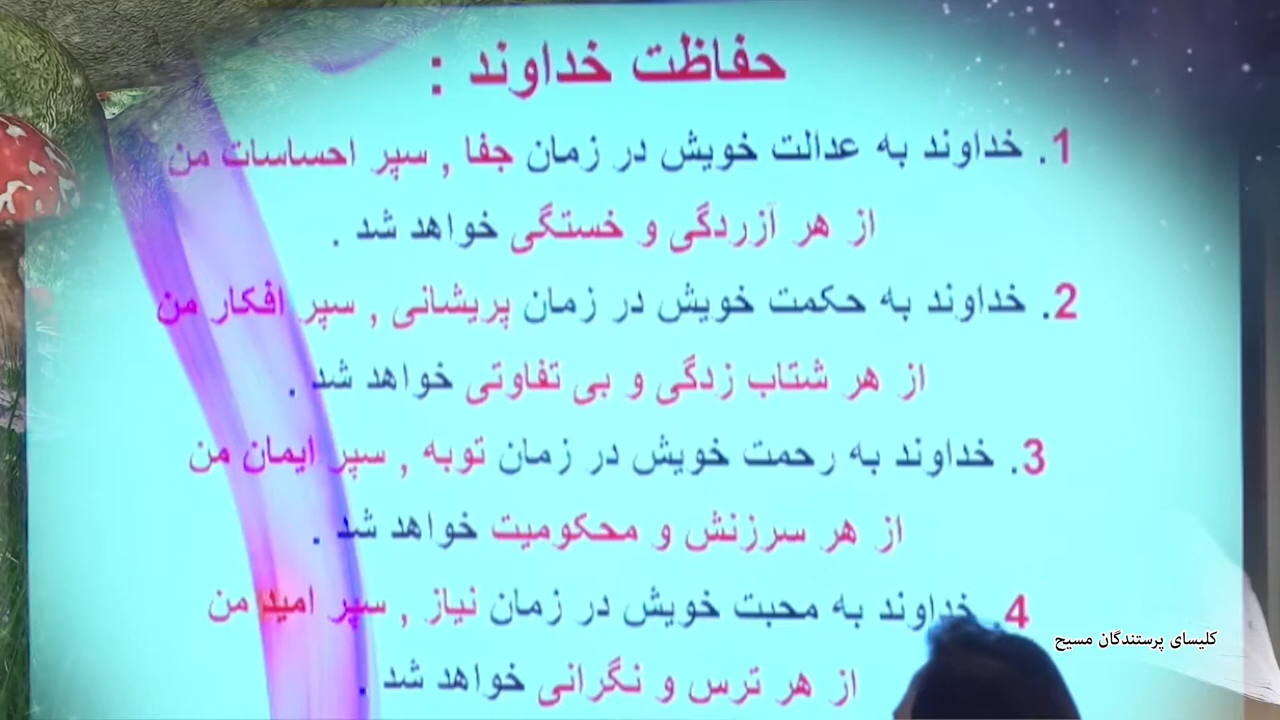 حفاظت خداوند :
1. خداوند به عدالت خویش در زمان جفا , سپر احساسات من
از هر آزردگی و خستگی خواهد شد .
2. خداوند به حکمت خویش در زمان پریشانی , سپر افکار من
از هر شتاب زدگی و بی تفاوتی خواهد شد .
3. خداوند به رحمت خویش در زمان توبه , سپر ایمان من
از هر سرزنش و محکومیت خواهد شد .
4. خداوند به محبت خویش در زمان نیاز , سپر امید من
کلیسای پرستندگان مسیح
از هر ترس و نگرانی خواهد شد .